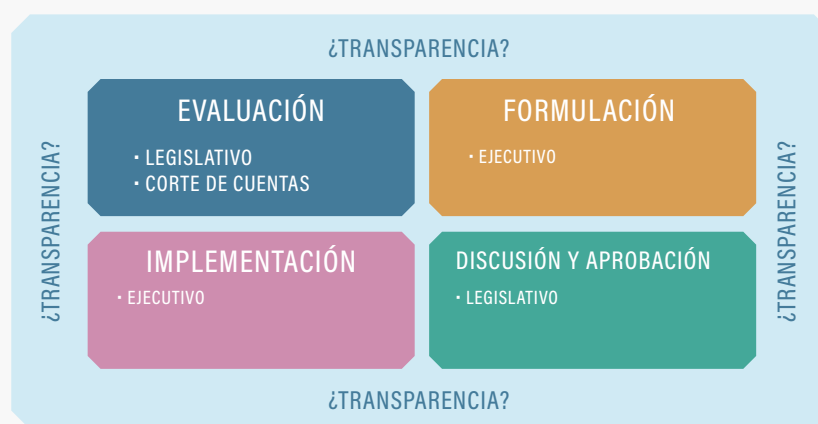 ¿TRANSPARENCIA?
¿TRANSPARENCIA?
EVALUACIÓN
· LEGISLATIVO
· CORTE DE CUENTAS
FORMULACIÓN
· EJECUTIVO
IMPLEMENTACIÓN
· EJECUTIVO
DISCUSIÓN Y APROBACIÓN
· LEGISLATIVO
¿TRANSPARENCIA?
¿TRANSPARENCIA?